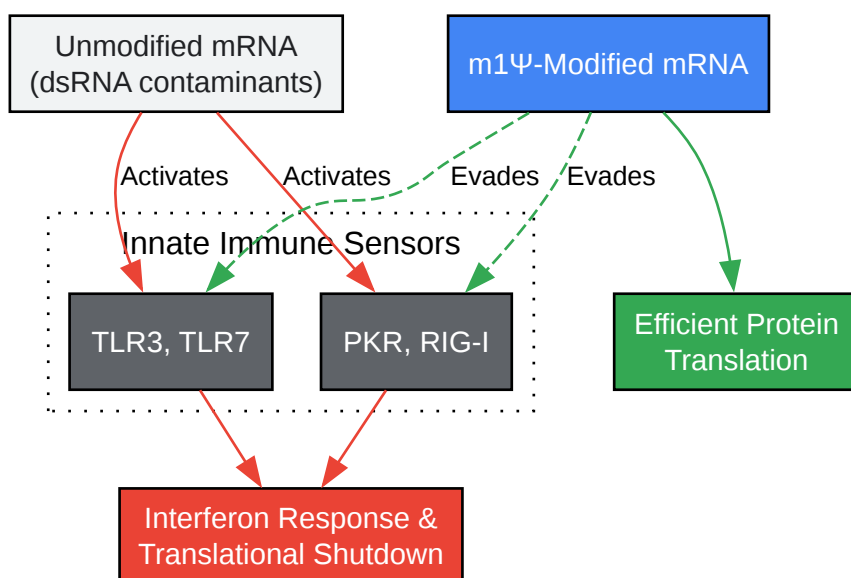 Unmodified mRNA
(dsRNA contaminants)
m1Ψ-Modified mRNA
Activates
Activates
Evades
Evades
Innate Immune Sensors
TLR3, TLR7
PKR, RIG-I
Efficient Protein
Translation
Interferon Response &
Translational Shutdown